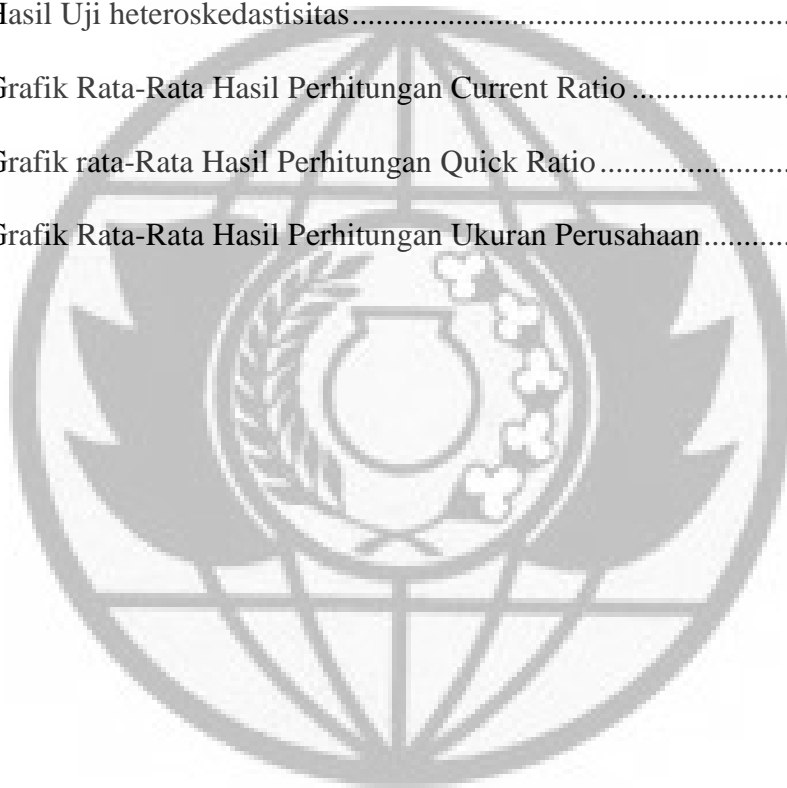 Hasil Uji heteroskedastisitas............................................................
Grafik Rata-Rata Hasil Perhitungan Current Ratio.....................
Grafik rata-Rata Hasil Perhitungan Quick Ratio.........................
Grafik Rata-Rata Hasil Perhitungan Ukuran Perusahaan...........